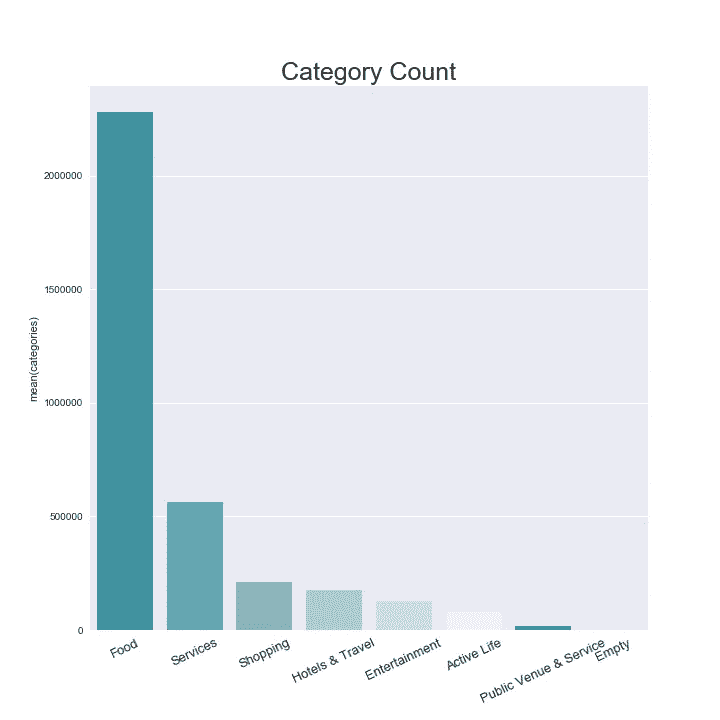 Category Count
mean(categories)
2000000
1500000
1000000
500000
0
Food
Services
Shopping
Hotels & Travel
Entertainment
Active Life
Public Venue & Service
Empty